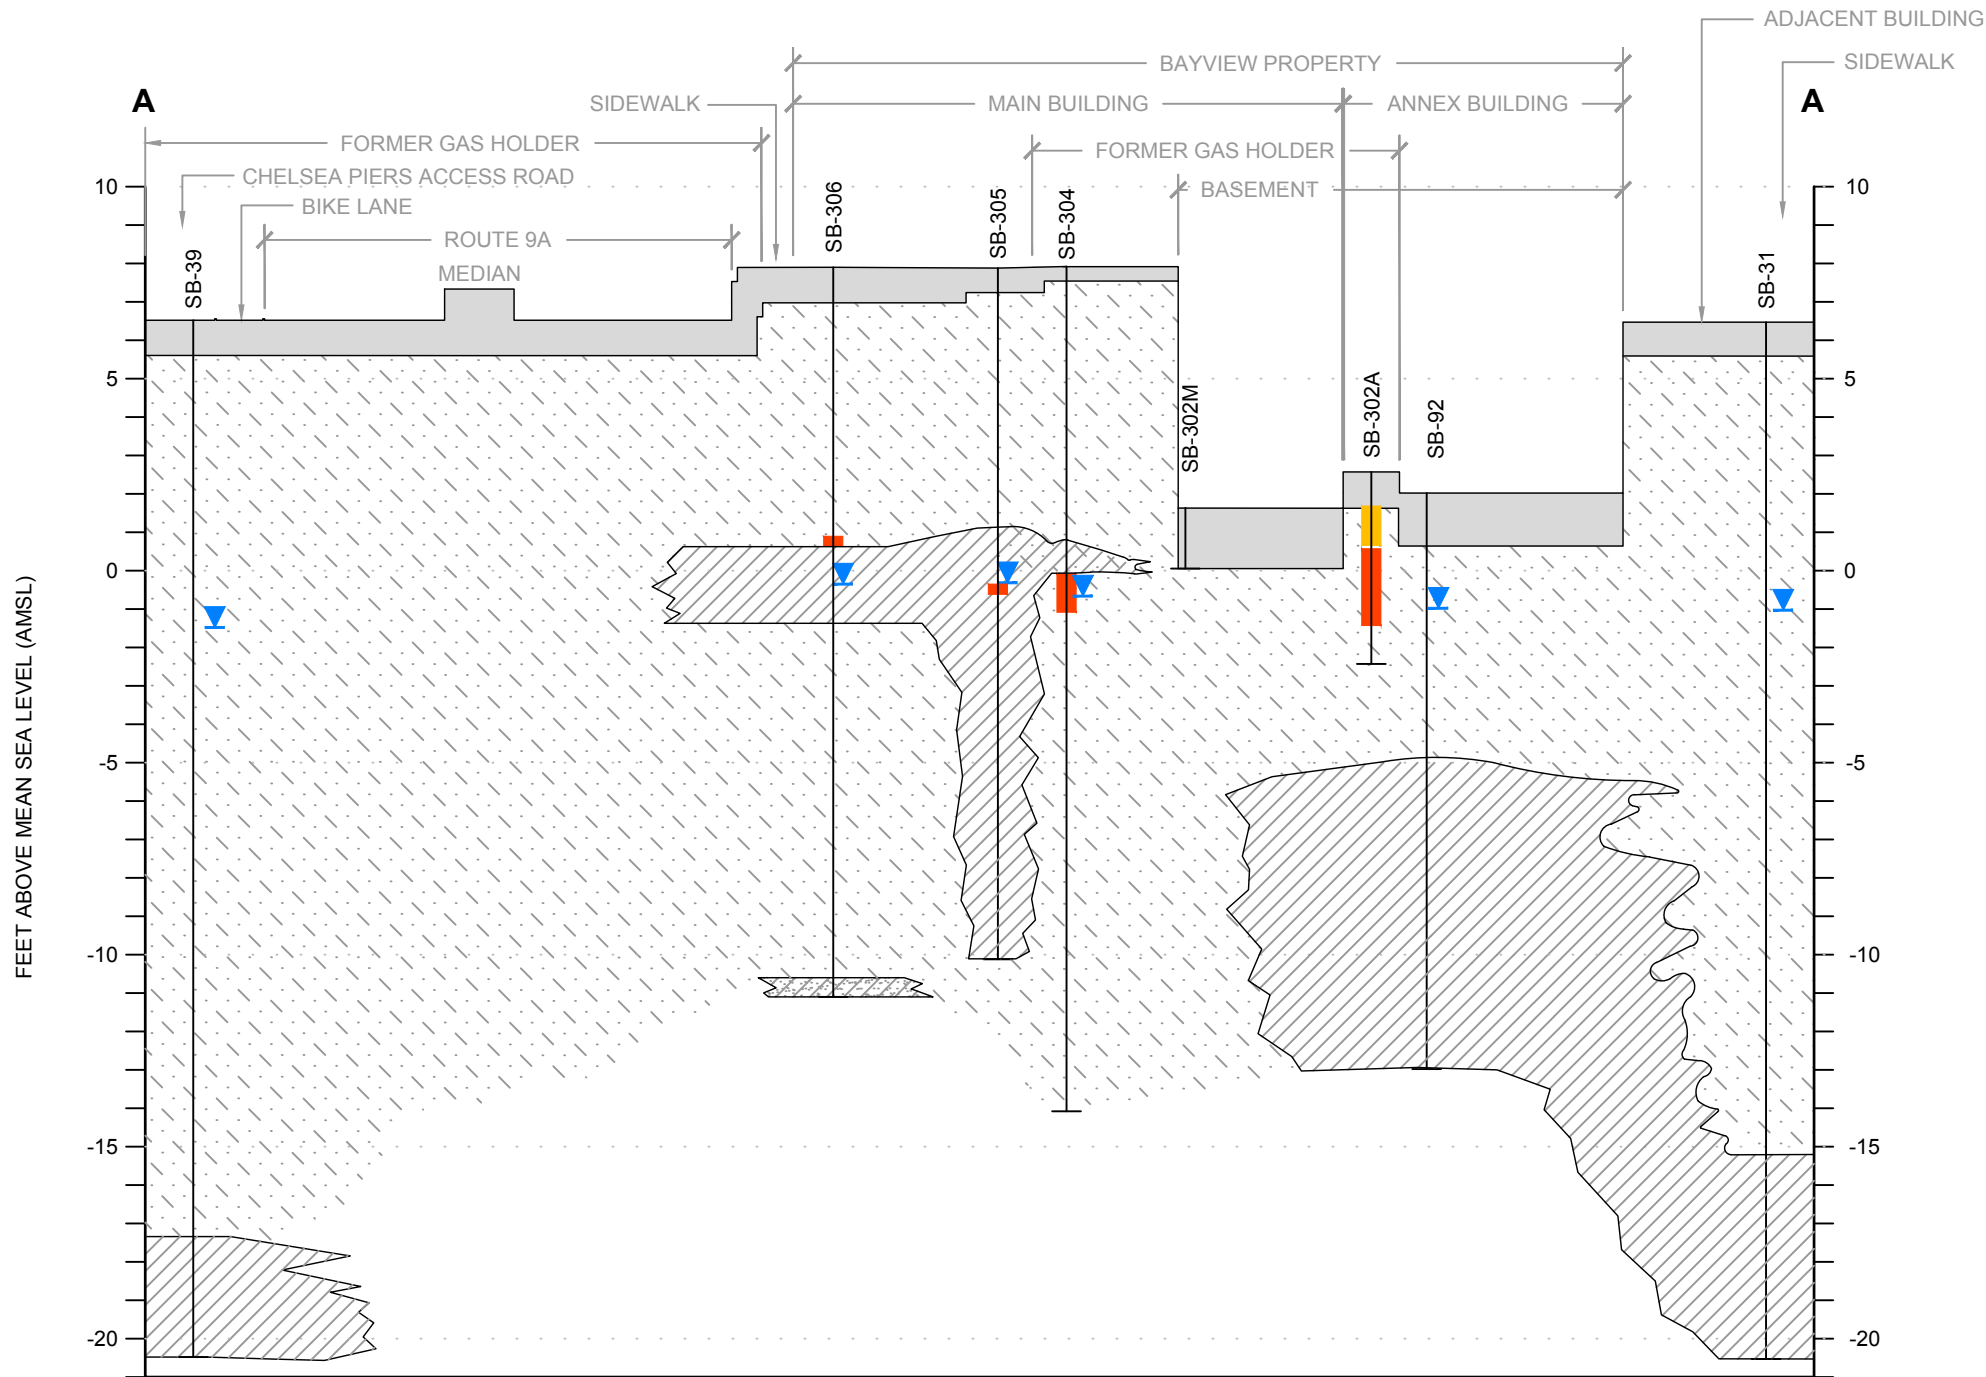 ADJACENT BUILDING
BAYVIEW PROPERTY
SIDEWALK
A
SIDEWALK
MAIN BUILDING
ANNEX BUILDING
A
FORMER GAS HOLDER
FORMER GAS HOLDER
CHELSEA PIERS ACCESS ROAD
BASEMENT
10
10
BIKE LANE
ROUTE 9A
MEDIAN
SB-39
SB-306
SB-305
SB-304
SB-302M
SB-302A
SB-92
SB-31
5
5
0
0
-5
-5
-10
-10
-15
-15
-20
-20
FEET ABOVE MEAN SEA LEVEL (AMSL)